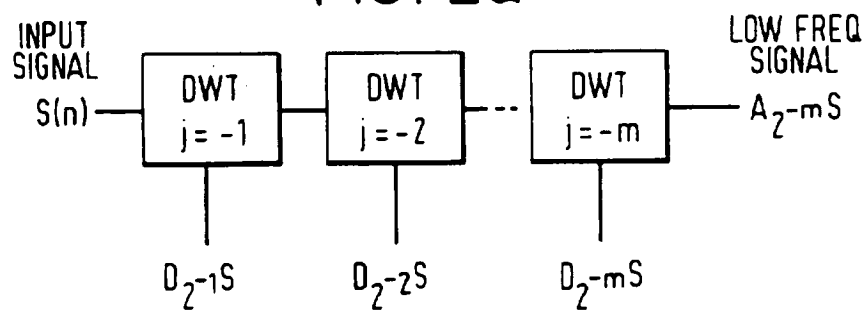 INPUT
SIGNAL
LOW FREQ
SIGNAL
S(n)
DWT
j = -1
DWT
j = -2
DWT
j = -m
A2-mS
D2-1S
D2-2S
D2-mS